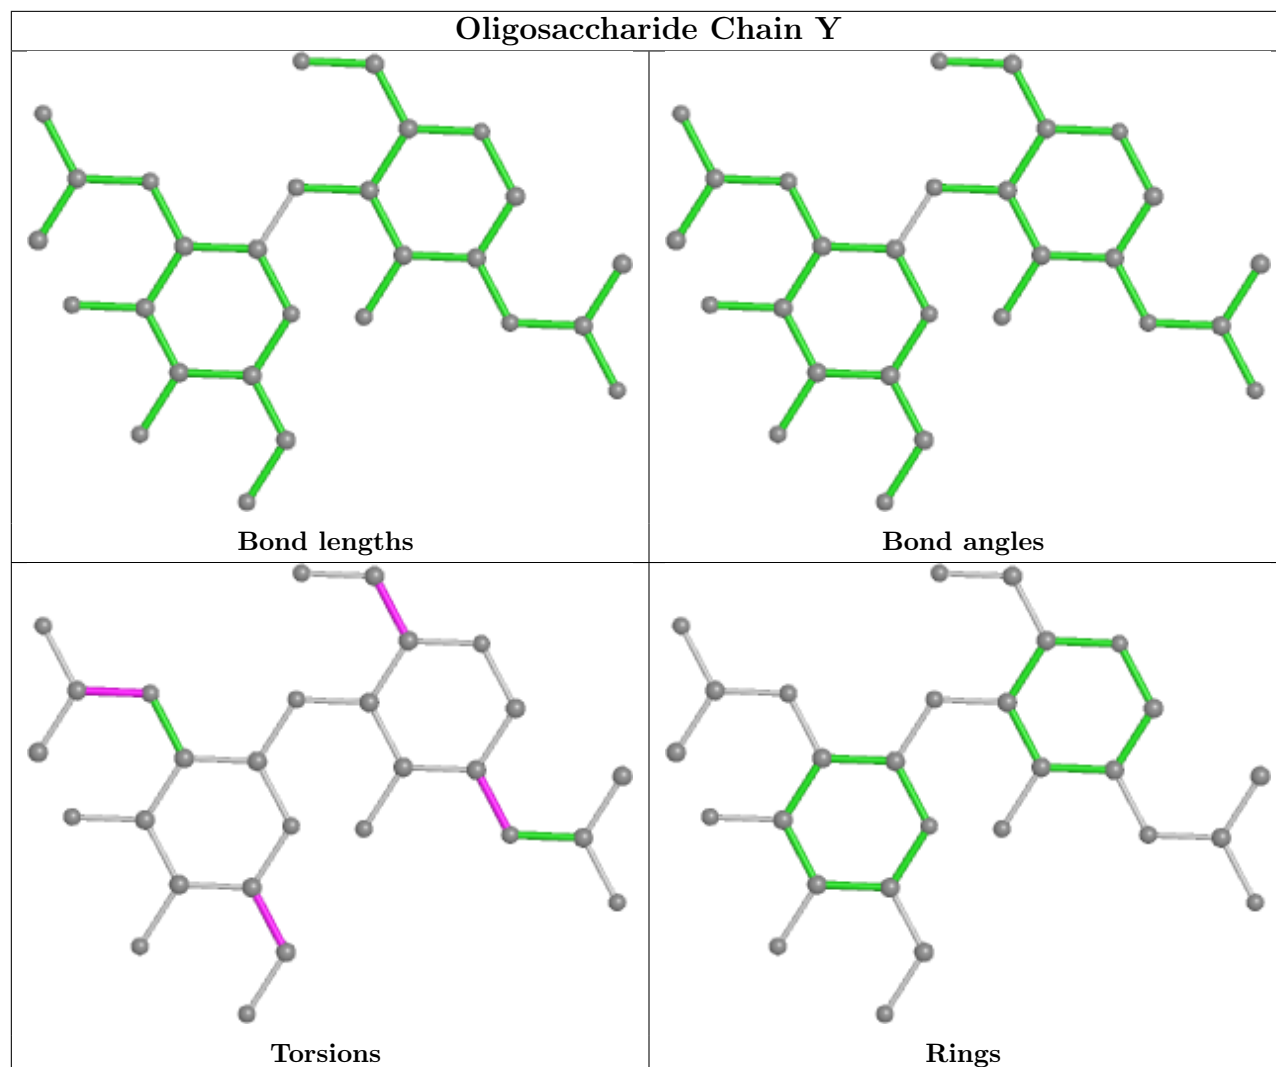 Oligosaccharide Chain Y
Bond lengths
Bond angles
Torsions
Rings